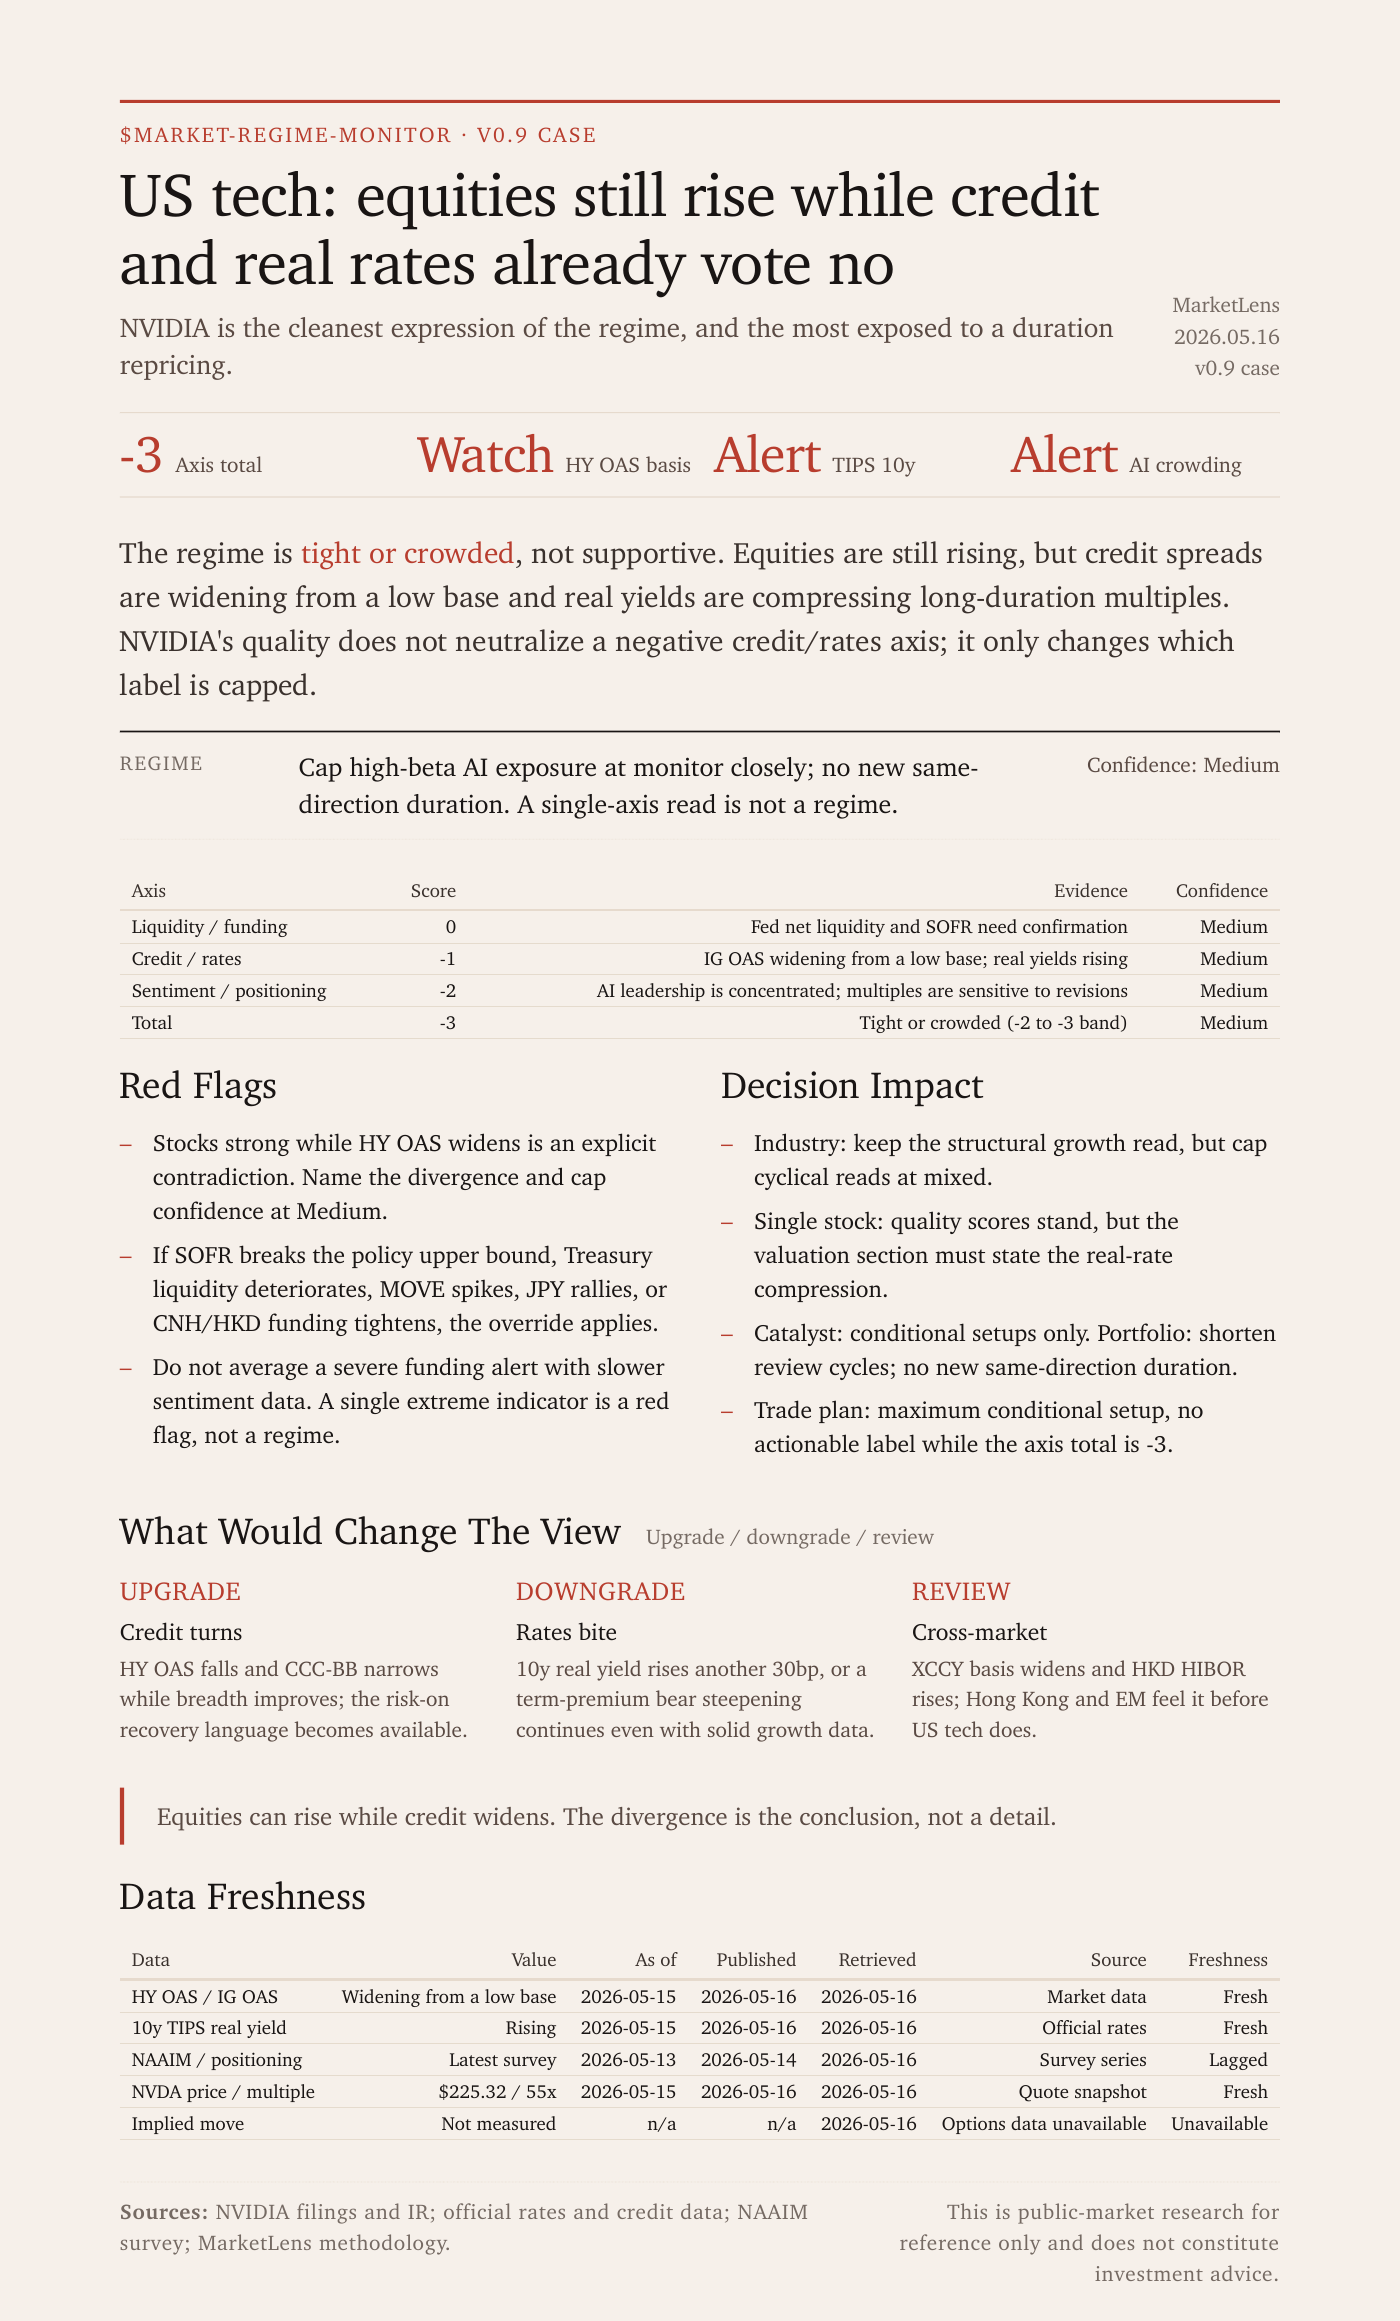 $MARKET-REGIME-MONITOR · V0.9 CASE
US tech: equities still rise while credit
and real rates already vote no
NVIDIA is the cleanest expression of the regime, and the most exposed to a duration
repricing.
MarketLens
2026.05.16
v0.9 case
-3 Axis total Watch HY OAS basis Alert TIPS 10y Alert AI crowding
The regime is tight or crowded, not supportive. Equities are still rising, but credit spreads
are widening from a low base and real yields are compressing long-duration multiples.
NVIDIA's quality does not neutralize a negative credit/rates axis; it only changes which
label is capped.
REGIME
Cap high-beta AI exposure at monitor closely; no new same-
direction duration. A single-axis read is not a regime.
Confidence: Medium
Axis Score Evidence Confidence
Liquidity / funding 0 Fed net liquidity and SOFR need confirmation Medium
Credit / rates -1 IG OAS widening from a low base; real yields rising Medium
Sentiment / positioning -2 AI leadership is concentrated; multiples are sensitive to revisions Medium
Total -3 Tight or crowded (-2 to -3 band) Medium
Red Flags
– Stocks strong while HY OAS widens is an explicit
contradiction. Name the divergence and cap
confidence at Medium.
– If SOFR breaks the policy upper bound, Treasury
liquidity deteriorates, MOVE spikes, JPY rallies, or
CNH/HKD funding tightens, the override applies.
– Do not average a severe funding alert with slower
sentiment data. A single extreme indicator is a red
flag, not a regime.
Decision Impact
– Industry: keep the structural growth read, but cap
cyclical reads at mixed.
– Single stock: quality scores stand, but the
valuation section must state the real-rate
compression.
– Catalyst: conditional setups only. Portfolio: shorten
review cycles; no new same-direction duration.
– Trade plan: maximum conditional setup, no
actionable label while the axis total is -3.
What Would Change The View Upgrade / downgrade / review
UPGRADE
Credit turns
HY OAS falls and CCC-BB narrows
while breadth improves; the risk-on
recovery language becomes available.
DOWNGRADE
Rates bite
10y real yield rises another 30bp, or a
term-premium bear steepening
continues even with solid growth data.
REVIEW
Cross-market
XCCY basis widens and HKD HIBOR
rises; Hong Kong and EM feel it before
US tech does.
Equities can rise while credit widens. The divergence is the conclusion, not a detail.
Data Freshness
Data Value As of Published Retrieved Source Freshness
HY OAS / IG OAS Widening from a low base 2026-05-15 2026-05-16 2026-05-16 Market data Fresh
10y TIPS real yield Rising 2026-05-15 2026-05-16 2026-05-16 Official rates Fresh
NAAIM / positioning Latest survey 2026-05-13 2026-05-14 2026-05-16 Survey series Lagged
NVDA price / multiple $225.32 / 55x 2026-05-15 2026-05-16 2026-05-16 Quote snapshot Fresh
Implied move Not measured n/a n/a 2026-05-16 Options data unavailable Unavailable
Sources: NVIDIA filings and IR; official rates and credit data; NAAIM
survey; MarketLens methodology.
This is public-market research for
reference only and does not constitute
investment advice.